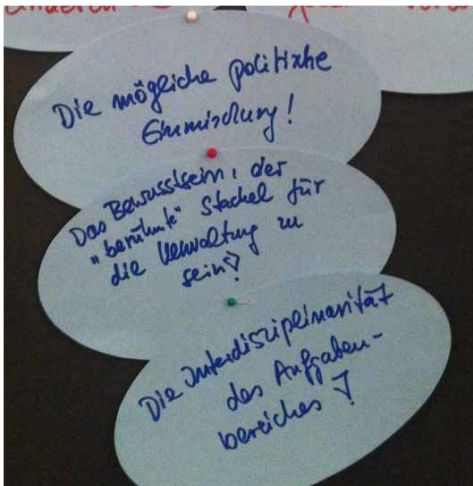 Die mögliche politische
Einmischung!
Das Bewusstsein, der
"berühmte" Stachel für
die Verwaltung zu
sein!
Die Interdisziplinarität
des Aufgaben-
bereiches!